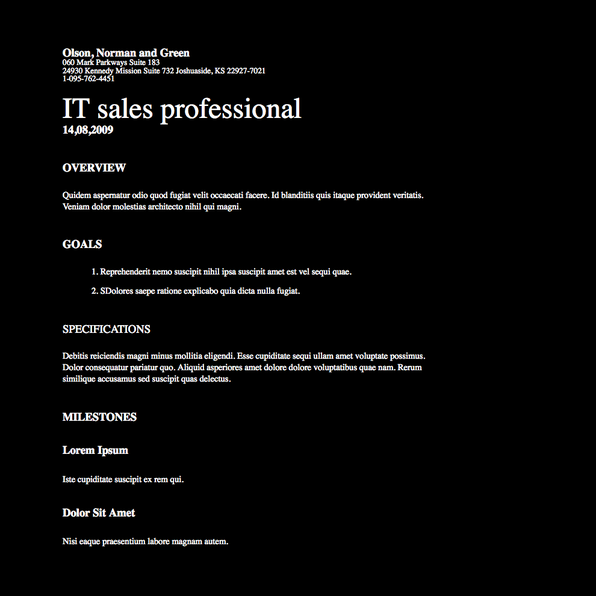 Olson, Norman and Green
060 Mark Parkways Suite 183
24930 Kennedy Mission Suite 732 Joshuaside, KS 22927-7021
1-095-762-4451
IT sales professional
14,08,2009
OVERVIEW
Quidem aspernatur odio quod fugiat velit occaecati facere. Id blanditiis quis itaque provident veritatis.
Veniam dolor molestias architecto nihil qui magni.
GOALS
1. Reprehenderit nemo suscipit nihil ipsa suscipit amet est vel sequi quae.
2. SDolores saepe ratione explicabo quia dicta nulla fugiat.
SPECIFICATIONS
Debitis reiciendis magni minus mollitia eligendi. Esse cupiditate sequi ullam amet voluptate possimus.
Dolor consequatur pariatur quo. Aliquid asperiores amet dolore dolore voluptatibus quae nam. Rerum
similique accusamus sed suscipit quas delectus.
MILESTONES
Lorem Ipsum
Iste cupiditate suscipit ex rem qui.
Dolor Sit Amet
Nisi eaque praesentium labore magnam autem.